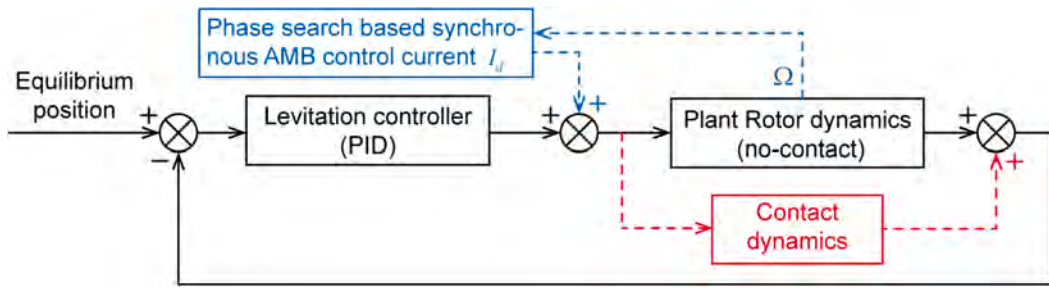 Phase search based synchro-
nous AMB control current I_d
Ω
Equilibrium
position
+
−
Levitation controller
(PID)
+
+
Plant Rotor dynamics
(no-contact)
+
+
Contact
dynamics